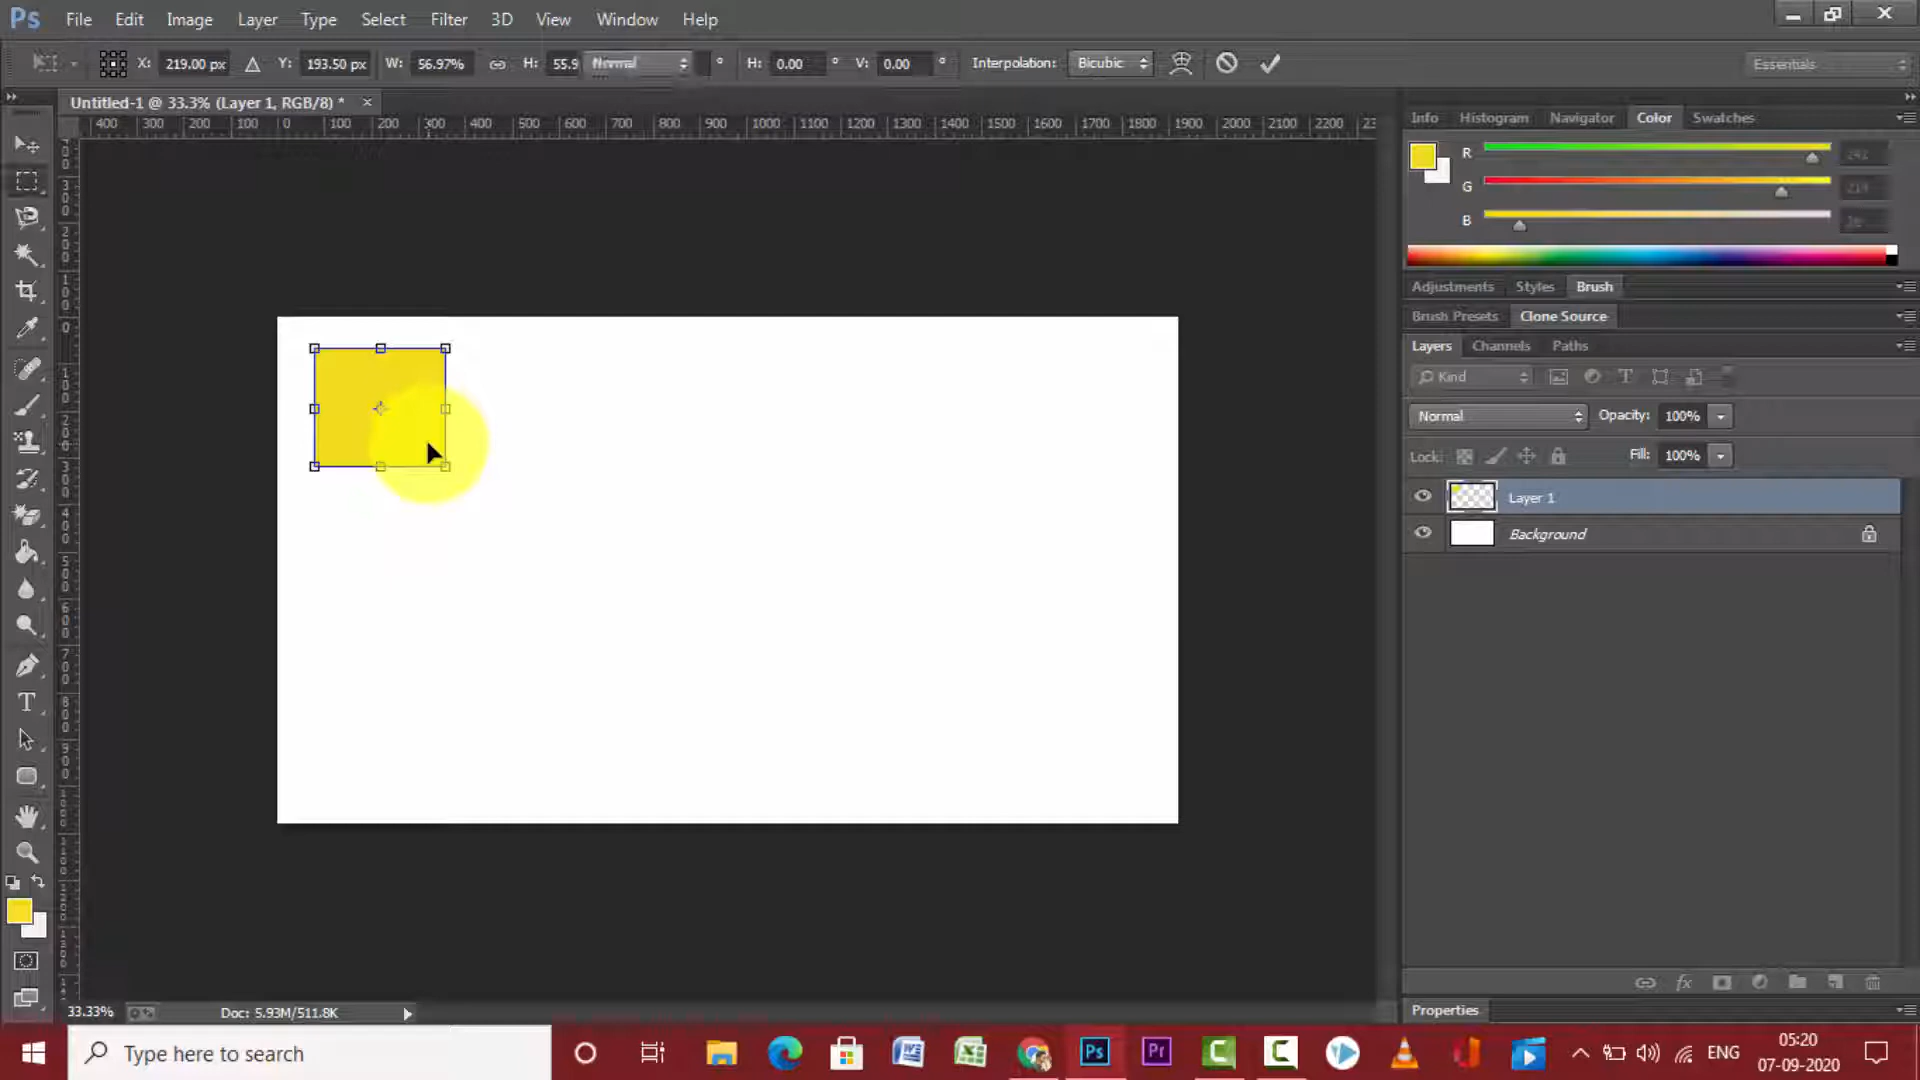 Ps File Edit Image Layer Type Select Filter 3D View Window Help
X: 219.00 px Y: 193.50 px W: 56.97% H: 55.9 Normal ° H: 0.00 ° V: 0.00 ° Interpolation: Bicubic Essentials
Untitled-1 @ 33.3% (Layer 1, RGB/8) * ×
400 300 200 100 0 100 200 300 400 500 600 700 800 900 1000 1100 1200 1300 1400 1500 1600 1700 1800 1900 2000 2100 2200
Info Histogram Navigator Color Swatches
R
G
B
Adjustments Styles Brush
Brush Presets Clone Source
Layers Channels Paths
Kind
Normal Opacity: 100%
Lock: Fill: 100%
Layer 1
Background
fx
33.33% Doc: 5.93M/511.8K
Properties
Type here to search
Ps Pr
ENG
05:20
07-09-2020